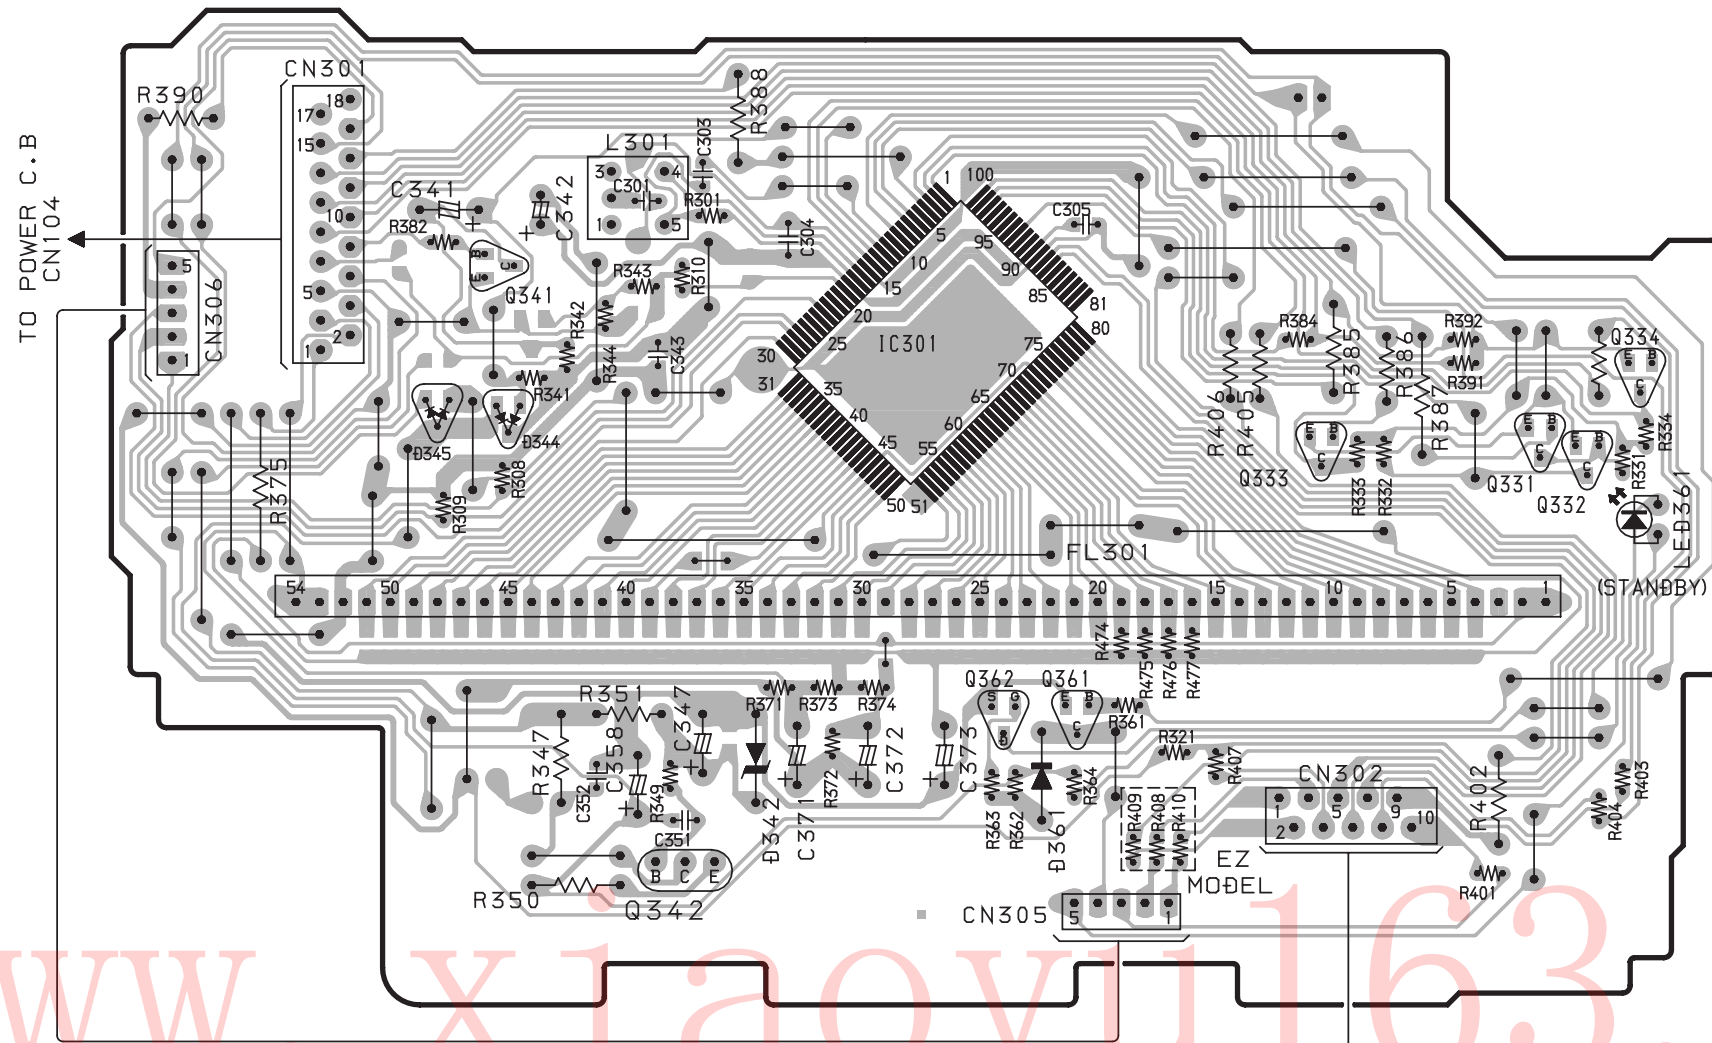 CN301
R390
R388
TO POWER C.B
CN104
18
17
15
10
5
2
1
L301
3
4
1
5
C303
C301
R301
C341
R382
C342
C304
B
E
C
Q341
R343
R310
R342
R344
C343
R341
5
1
CN306
D345
D344
R375
R309
R308
1
100
5
95
10
90
15
85
81
20
80
IC301
25
75
30
70
31
35
65
40
60
45
55
50
51
C305
R384
R385
R386
R392
R391
Q334
E
B
C
R406
R405
R387
Q333
E
B
C
R333
R332
Q331
E
B
C
Q332
E
B
C
R331
R334
LED361
(STANDBY)
FL301
54
50
45
40
35
30
25
20
15
10
5
1
R474
R475
R476
R477
R351
C347
R371
R373
R374
Q362
S
G
D
Q361
E
B
C
R361
R347
C358
C352
R349
C351
D342
C371
R372
C372
C373
R363
R362
D361
R364
R321
R407
R409
R408
R410
EZ
MODEL
CN302
1
5
9
2
10
R402
R403
R404
R401
R350
B
C
E
Q342
CN305
5
1
ww.xiaoyu163.